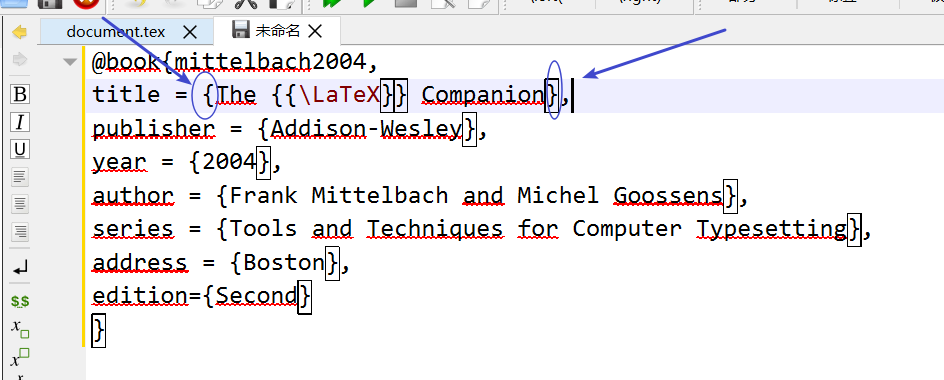 document.tex
未命名
@book{mittelbach2004,
title = {The {{\LaTeX}} Companion},
publisher = {Addison-Wesley},
year = {2004},
author = {Frank Mittelbach and Michel Goossens},
series = {Tools and Techniques for Computer Typesetting},
address = {Boston},
edition={Second}
}
B
I
U
$$
x
x